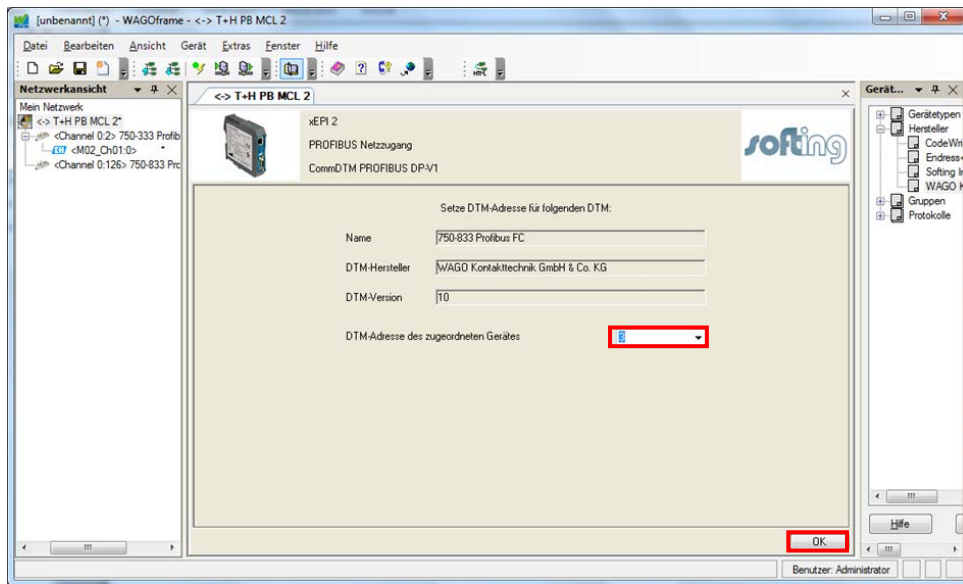 [unbenannt] (*) - WAGOframe - <-> T+H PB MCL 2
Datei Bearbeiten Ansicht Gerät Extras Fenster Hilfe
Netzwerkansicht
Mein Netzwerk
<-> T+H PB MCL 2*
<Channel 0:2> 750-333 Profib
<M02_Ch01:0> *
<Channel 0:126> 750-833 Prc
<-> T+H PB MCL 2
xEPI 2
PROFIBUS Netzzugang
CommDTM PROFIBUS DP-V1
softing
Setze DTM-Adresse für folgenden DTM:
Name 750-833 Profibus FC
DTM-Hersteller WAGO Kontakttechnik GmbH & Co. KG
DTM-Version 10
DTM-Adresse des zugeordneten Gerätes 3
OK
Gerät...
Gerätetypen
Hersteller
CodeWri
Endress+
Softing In
WAGO K
Gruppen
Protokolle
Hilfe
Benutzer: Administrator